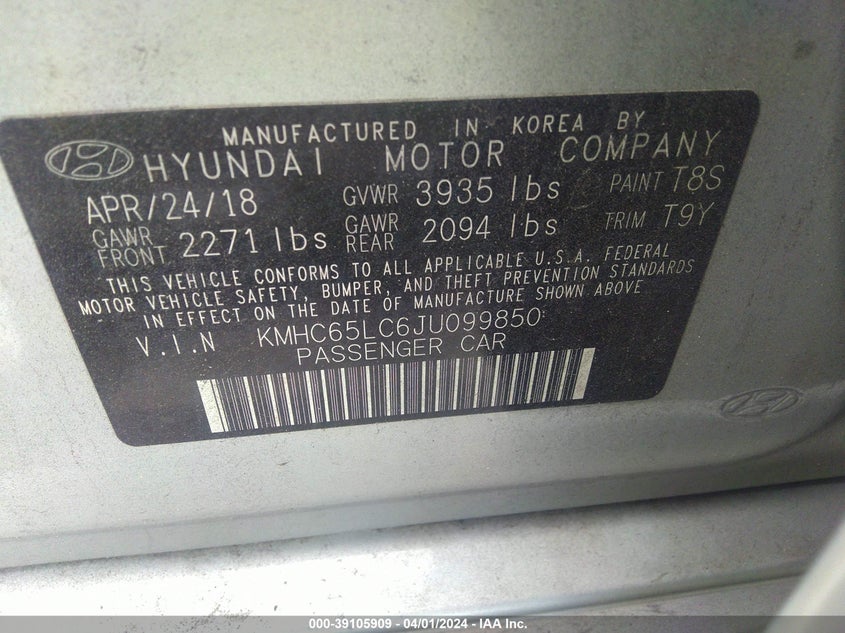 MANUFACTURED IN KOREA BY
HYUNDAI MOTOR COMPANY
APR/24/18 GVWR 3935 lbs PAINT T8S
GAWR FRONT 2271 lbs GAWR REAR 2094 lbs TRIM T9Y
THIS VEHICLE CONFORMS TO ALL APPLICABLE U.S.A. FEDERAL
MOTOR VEHICLE SAFETY, BUMPER, AND THEFT PREVENTION STANDARDS
IN EFFECT ON THE DATE OF MANUFACTURE SHOWN ABOVE
V.I.N KMHC65LC6JU099850
PASSENGER CAR
000-39105909 - 04/01/2024 - IAA Inc.